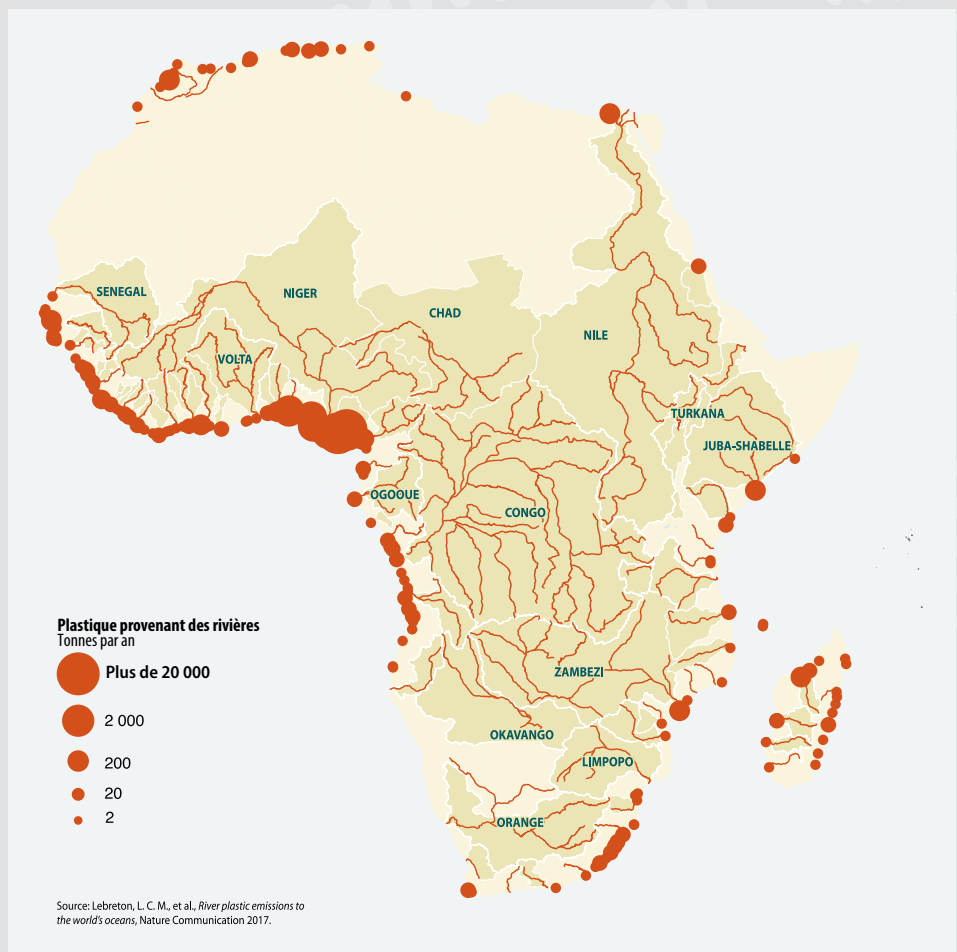 SENEGAL
NIGER
CHAD
NILE
VOLTA
TURKANA
JUBA-SHABELLE
OGOOUE
CONGO
Plastique provenant des rivières
Tonnes par an
Plus de 20 000
2 000
200
20
2
ZAMBEZI
OKAVANGO
LIMPOPO
ORANGE
Source: Lebreton, L. C. M., et al., River plastic emissions to
the world's oceans, Nature Communication 2017.